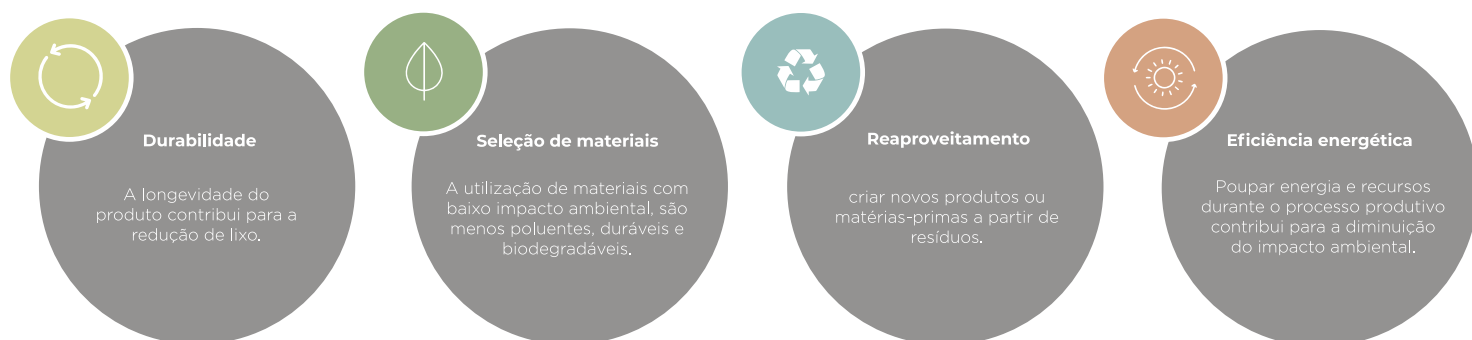 Durabilidade
A longevidade do
produto contribui para a
redução de lixo.
Seleção de materiais
A utilização de materiais com
baixo impacto ambiental, são
menos poluentes, duráveis e
biodegradáveis.
Reaproveitamento
criar novos produtos ou
matérias-primas a partir de
resíduos.
Eficiência energética
Poupar energia e recursos
durante o processo produtivo
contribui para a diminuição
do impacto ambiental.